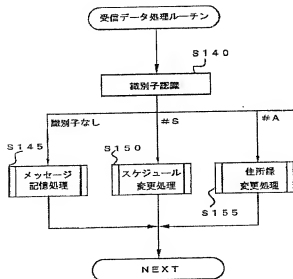 受信データ処理ルーチン
S140
識別子認識
識別子なし
#S
#A
S145
S150
メッセージ
記憶処理
スケジュール
変更処理
住所録
変更処理
S155
NEXT